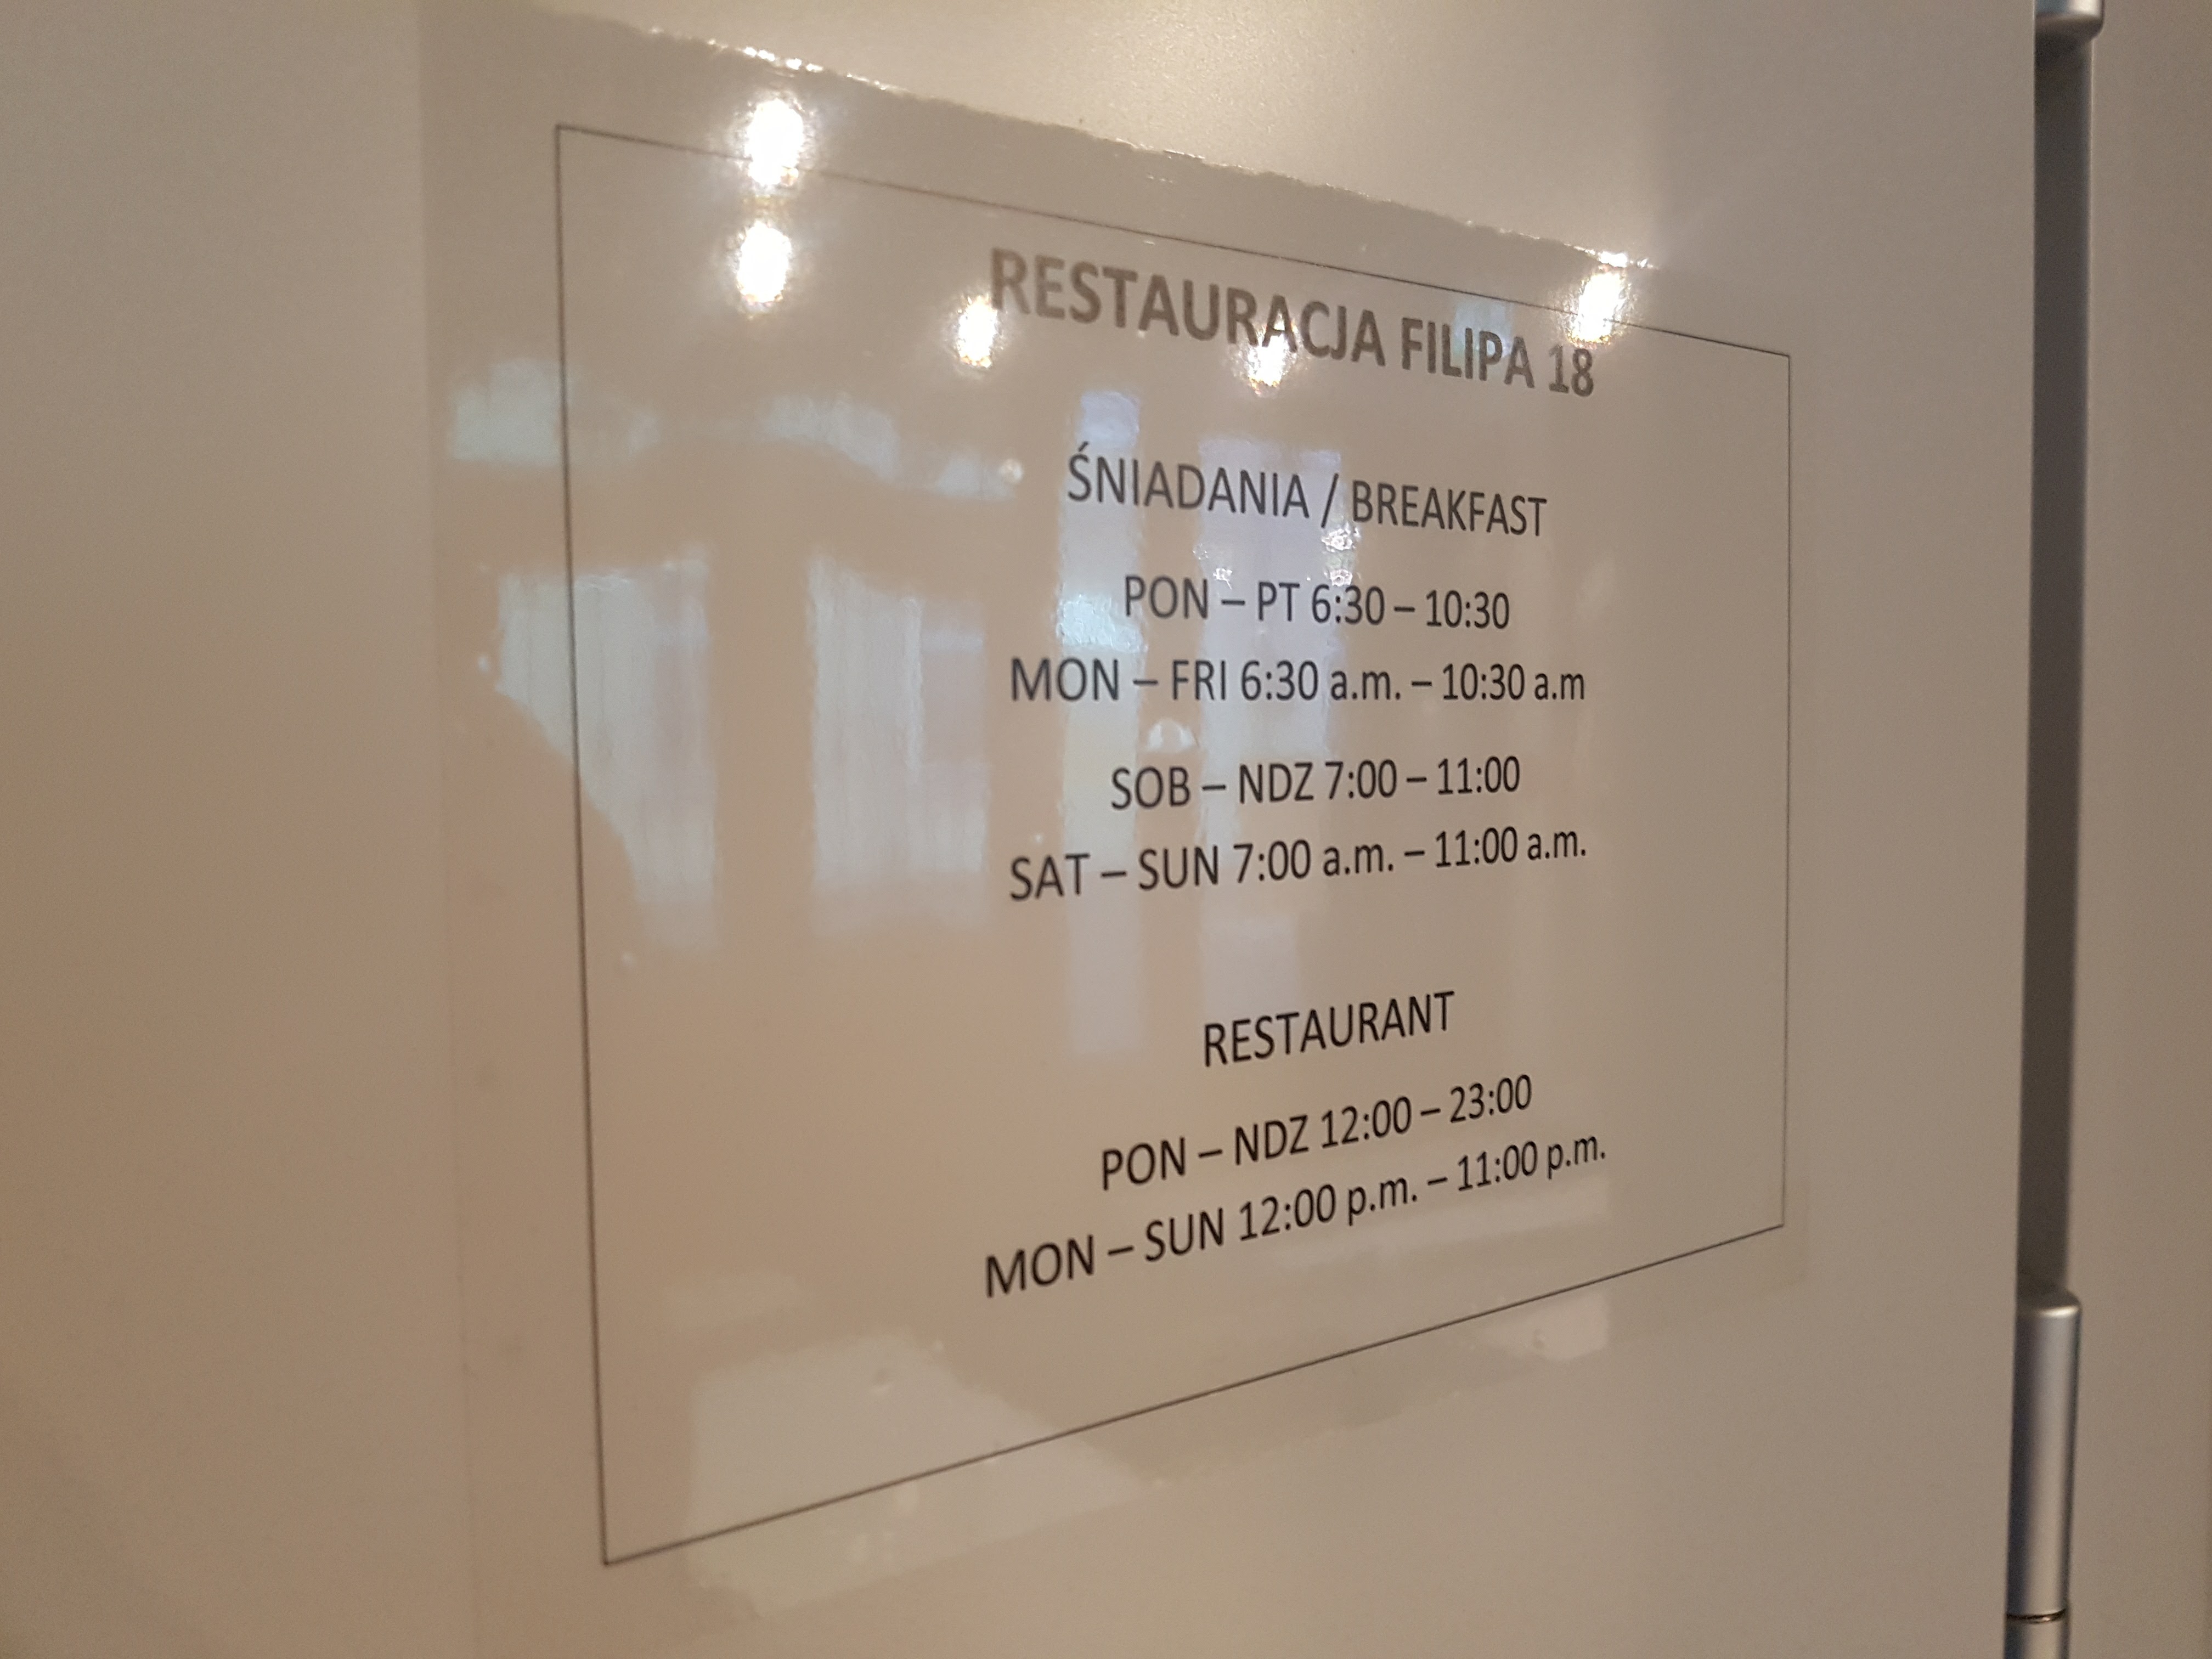 RESTAURACJA FILIPA 18
ŚNIADANIA / BREAKFAST
PON – PT 6:30 – 10:30
MON – FRI 6:30 a.m. – 10:30 a.m
SOB – NDZ 7:00 – 11:00
SAT – SUN 7:00 a.m. – 11:00 a.m.
RESTAURANT
PON – NDZ 12:00 – 23:00
MON – SUN 12:00 p.m. – 11:00 p.m.